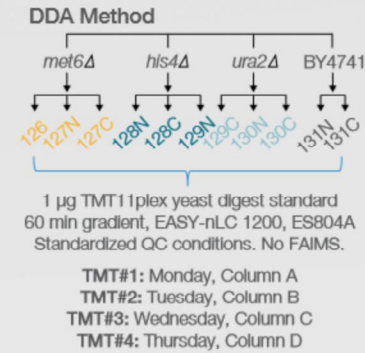 DDA Method
met6Δ his4Δ ura2Δ BY4741
126 127N 127C 128N 128C 129N 129C 130N 130C 131N 131C
1 µg TMT11plex yeast digest standard
60 min gradient, EASY-nLC 1200, ES804A
Standardized QC conditions. No FAIMS.
TMT#1: Monday, Column A
TMT#2: Tuesday, Column B
TMT#3: Wednesday, Column C
TMT#4: Thursday, Column D